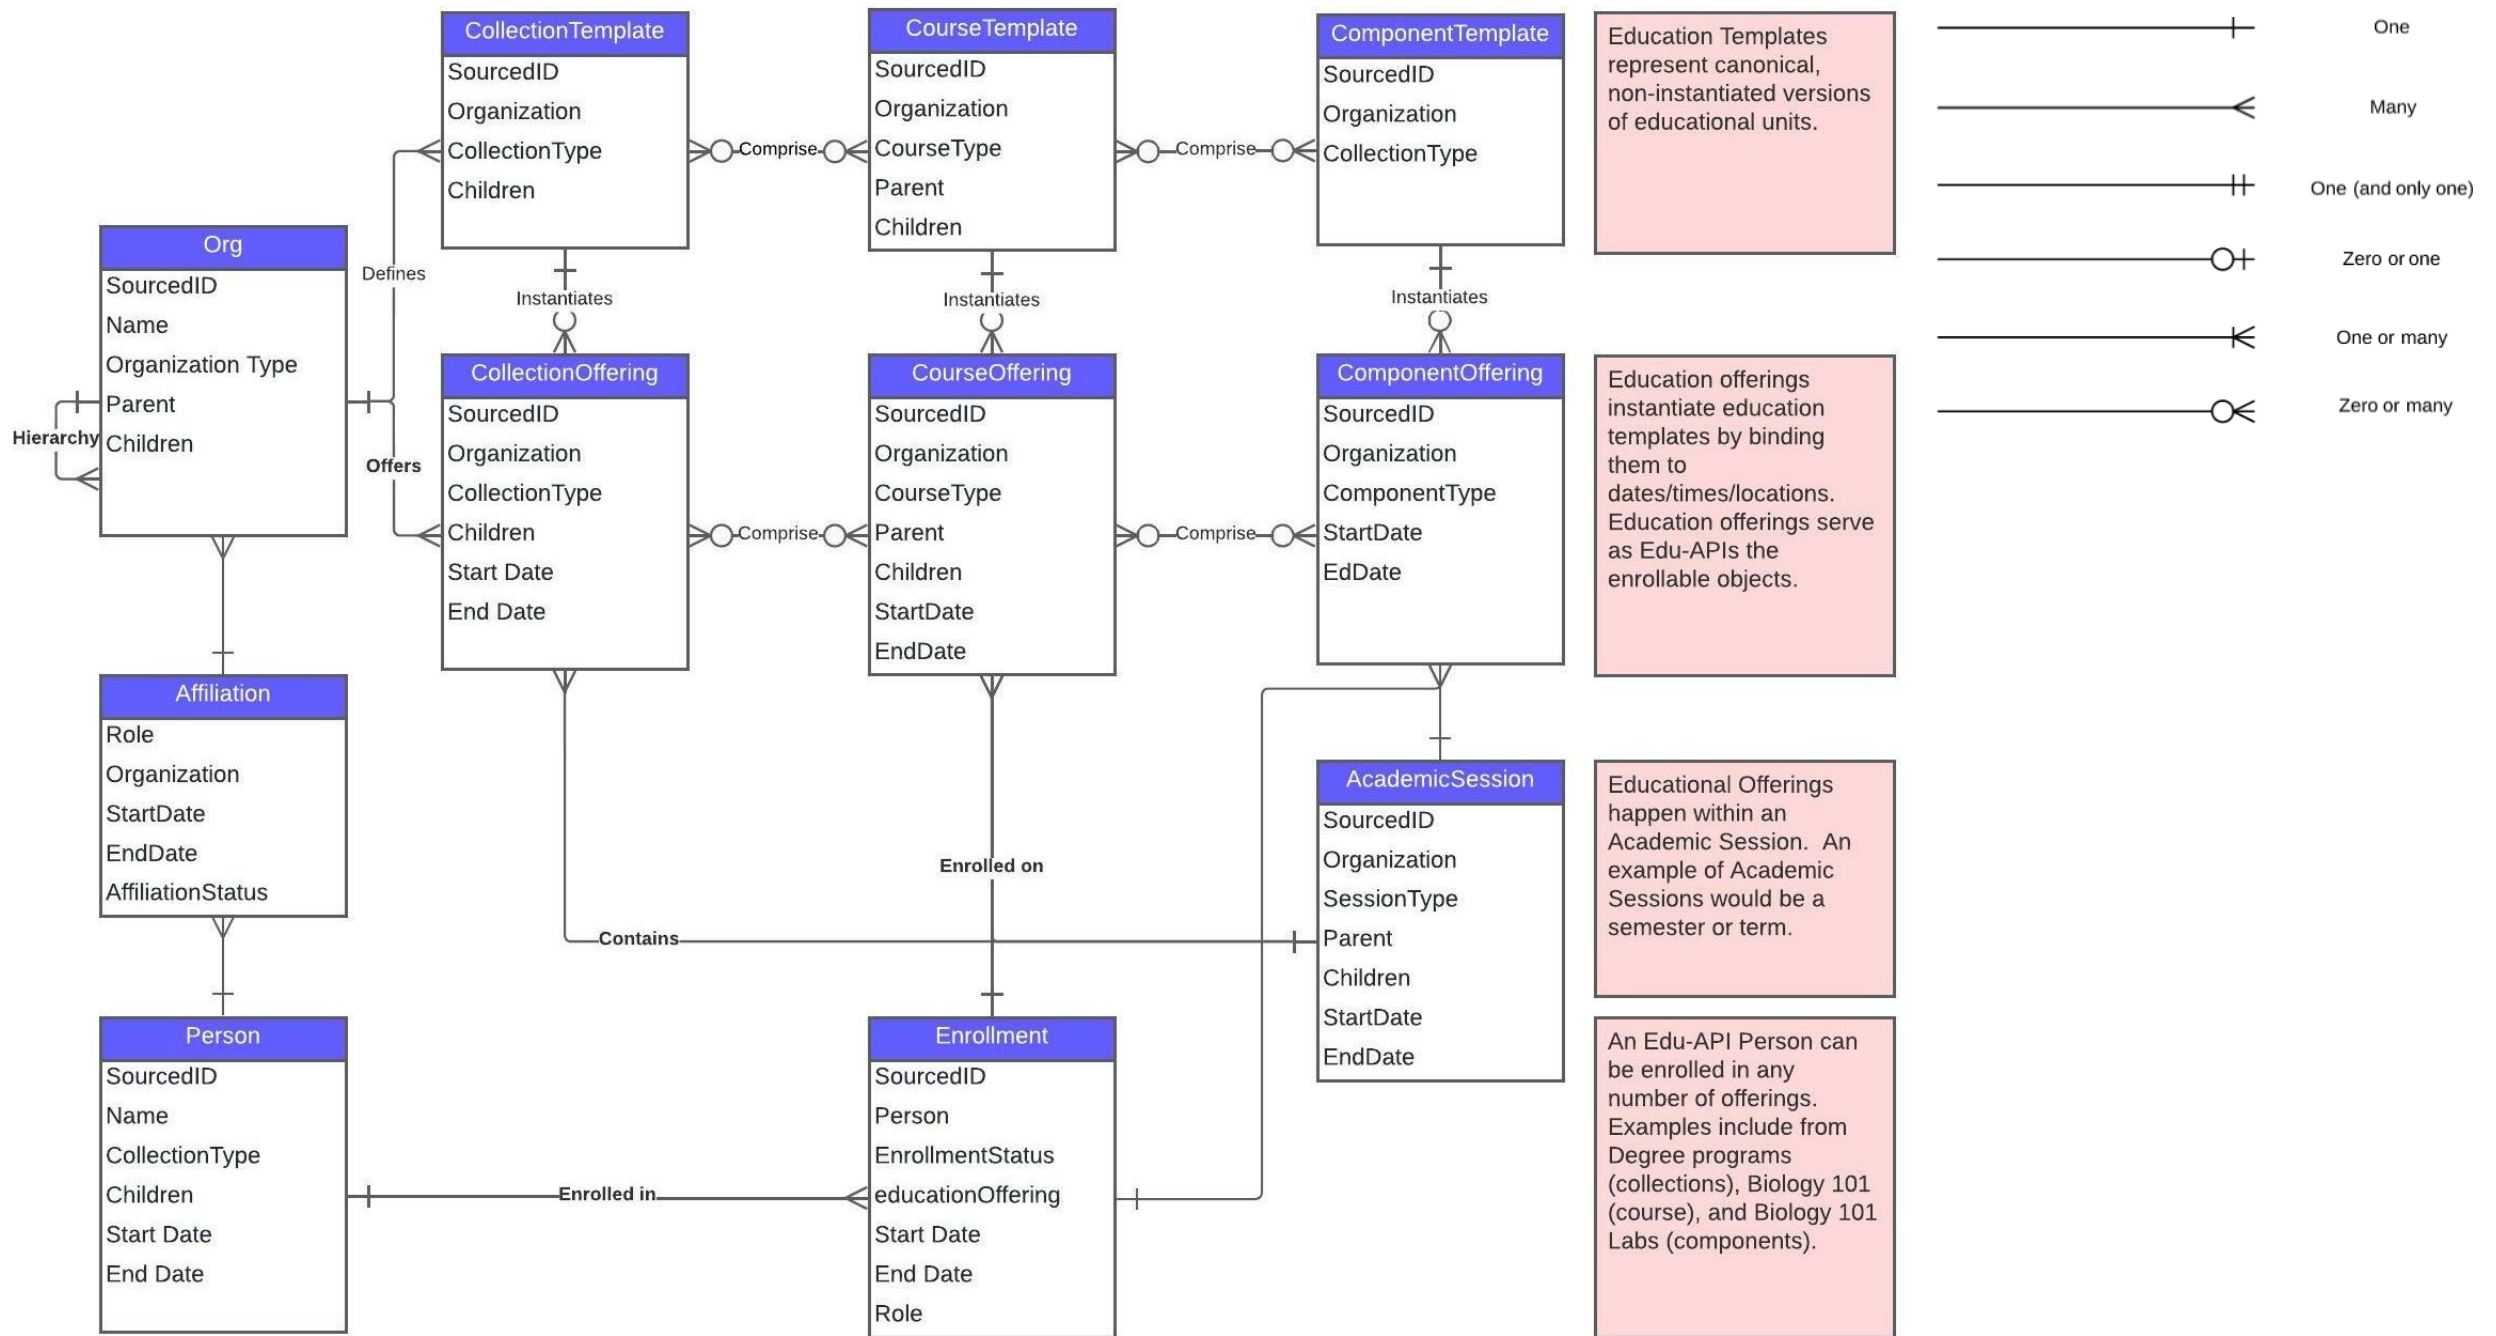 CollectionTemplate
SourcedID
Organization
CollectionType
Children
Comprise
CourseTemplate
SourcedID
Organization
CourseType
Parent
Children
Comprise
ComponentTemplate
SourcedID
Organization
CollectionType
Education Templates
represent canonical,
non-instantiated versions
of educational units.
One
Many
One (and only one)
Zero or one
One or many
Zero or many
Org
SourcedID
Name
Organization Type
Parent
Children
Hierarchy
Defines
Offers
Instantiates
Instantiates
Instantiates
CollectionOffering
SourcedID
Organization
CollectionType
Children
Start Date
End Date
Comprise
CourseOffering
SourcedID
Organization
CourseType
Parent
Children
StartDate
EndDate
Comprise
ComponentOffering
SourcedID
Organization
ComponentType
StartDate
EdDate
Education offerings
instantiate education
templates by binding
them to
dates/times/locations.
Education offerings serve
as Edu-APIs the
enrollable objects.
Affiliation
Role
Organization
StartDate
EndDate
AffiliationStatus
Enrolled on
Contains
AcademicSession
SourcedID
Organization
SessionType
Parent
Children
StartDate
EndDate
Educational Offerings
happen within an
Academic Session. An
example of Academic
Sessions would be a
semester or term.
Person
SourcedID
Name
CollectionType
Children
Start Date
End Date
Enrolled in
Enrollment
SourcedID
Person
EnrollmentStatus
educationOffering
Start Date
End Date
Role
An Edu-API Person can
be enrolled in any
number of offerings.
Examples include from
Degree programs
(collections), Biology 101
(course), and Biology 101
Labs (components).